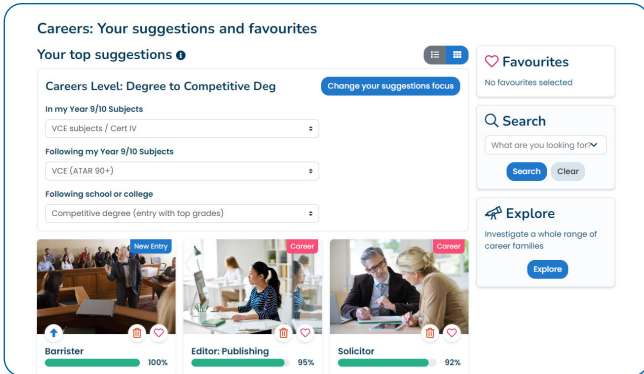 Careers: Your suggestions and favourites
Your top suggestions
Careers Level: Degree to Competitive Deg
Change your suggestions focus
In my Year 9/10 Subjects
VCE subjects / Cert IV
Following my Year 9/10 Subjects
VCE (ATAR 90+)
Following school or college
Competitive degree (entry with top grades)
New Entry
Career
Career
Barrister
Editor: Publishing
Solicitor
100%
95%
92%
Favourites
No favourites selected
Search
What are you looking for?
Search
Clear
Explore
Investigate a whole range of
career families
Explore